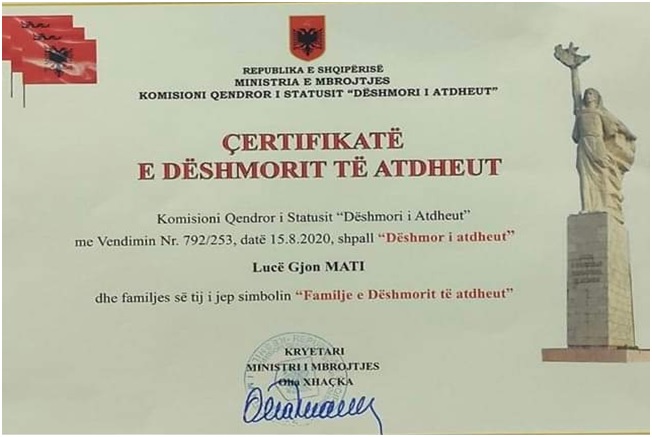 REPUBLIKA E SHQIPËRISË
MINISTRIA E MBROJTJES
KOMISIONI QENDROR I STATUSIT “DËSHMORI I ATDHEUT”
ÇERTIFIKATË
E DËSHMORIT TË ATDHEUT
Komisioni Qendror i Statusit “Dëshmori i Atdheut”
me Vendimin Nr. 792/253, datë 15.8.2020, shpall “Dëshmor i atdheut”
Lucë Gjon MATI
dhe familjes së tij i jep simbolin “Familje e Dëshmorit të atdheut”
KRYETARI
MINISTRI I MBROJTJES
Olta XHAÇKA